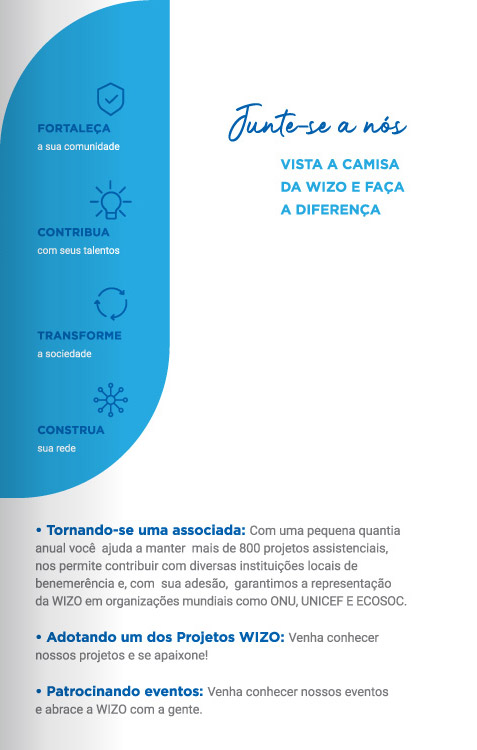 FORTALEÇA
a sua comunidade
CONTRIBUA
com seus talentos
TRANSFORME
a sociedade
CONSTRUA
sua rede
Junte-se a nós
VISTA A CAMISA
DA WIZO E FAÇA
A DIFERENÇA
• Tornando-se uma associada: Com uma pequena quantia
anual você ajuda a manter mais de 800 projetos assistenciais,
nos permite contribuir com diversas instituições locais de
benemerência e, com sua adesão, garantimos a representação
da WIZO em organizações mundiais como ONU, UNICEF E ECOSOC.
• Adotando um dos Projetos WIZO: Venha conhecer
nossos projetos e se apaixone!
• Patrocinando eventos: Venha conhecer nossos eventos
e abrace a WIZO com a gente.